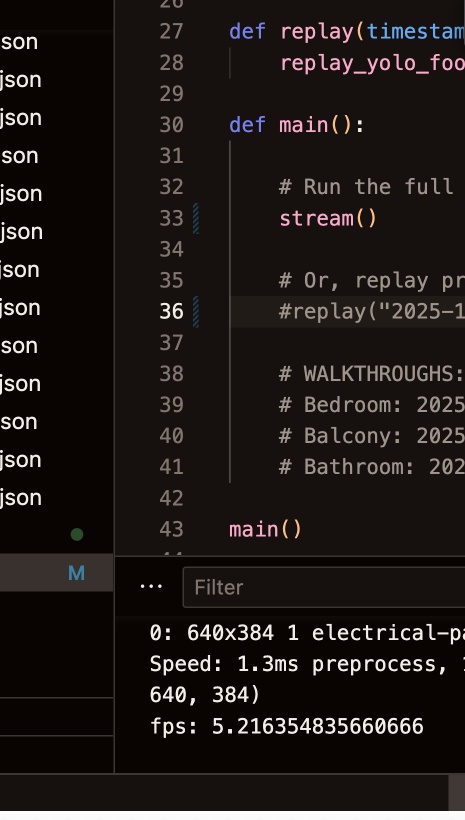 son
json
json
son
json
json
json
json
son
json
son
json
json
M
26
27 def replay(timestam
28 replay_yolo_foo
29
30 def main():
31
32 # Run the full
33 stream()
34
35 # Or, replay pr
36 #replay("2025-1
37
38 # WALKTHROUGHS:
39 # Bedroom: 2025
40 # Balcony: 2025
41 # Bathroom: 202
42
43 main()
... Filter
0: 640x384 1 electrical-pa
Speed: 1.3ms preprocess, 1
640, 384)
fps: 5.216354835660666